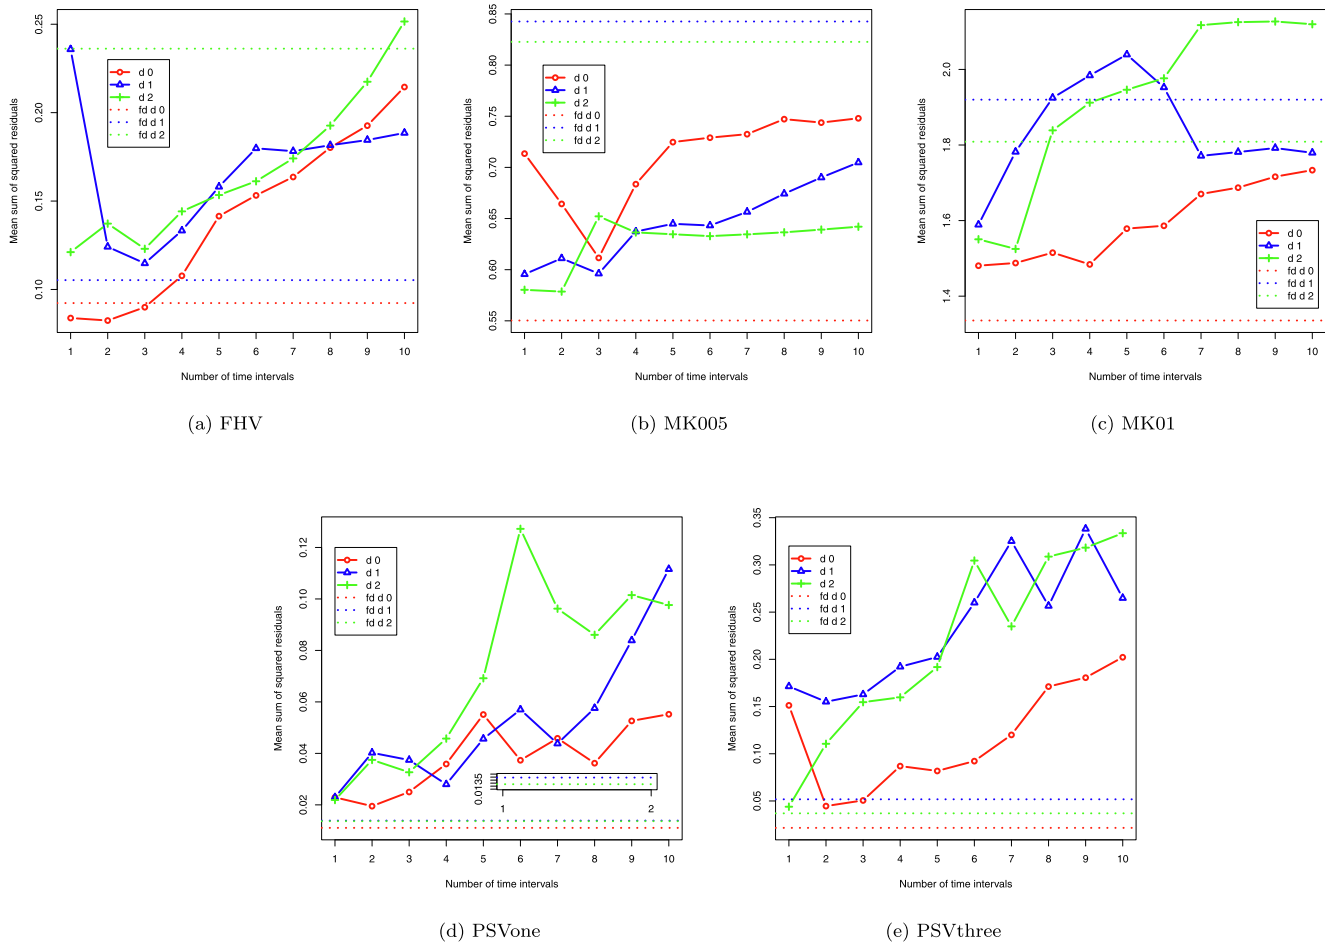 Mean sum of squared residuals
0.10 0.15 0.20 0.25
d 0
d 1
d 2
fd d 0
fd d 1
fd d 2
1 2 3 4 5 6 7 8 9 10
Number of time intervals
(a) FHV
Mean sum of squared residuals
0.55 0.60 0.65 0.70 0.75 0.80 0.85
d 0
d 1
d 2
fd d 0
fd d 1
fd d 2
1 2 3 4 5 6 7 8 9 10
Number of time intervals
(b) MK005
Mean sum of squared residuals
1.4 1.6 1.8 2.0
d 0
d 1
d 2
fd d 0
fd d 1
fd d 2
1 2 3 4 5 6 7 8 9 10
Number of time intervals
(c) MK01
Mean sum of squared residuals
0.02 0.04 0.06 0.08 0.10 0.12
d 0
d 1
d 2
fd d 0
fd d 1
fd d 2
0.0135
1 2
1 2 3 4 5 6 7 8 9 10
Number of time intervals
(d) PSVone
Mean sum of squared residuals
0.05 0.10 0.15 0.20 0.25 0.30 0.35
d 0
d 1
d 2
fd d 0
fd d 1
fd d 2
1 2 3 4 5 6 7 8 9 10
Number of time intervals
(e) PSVthree